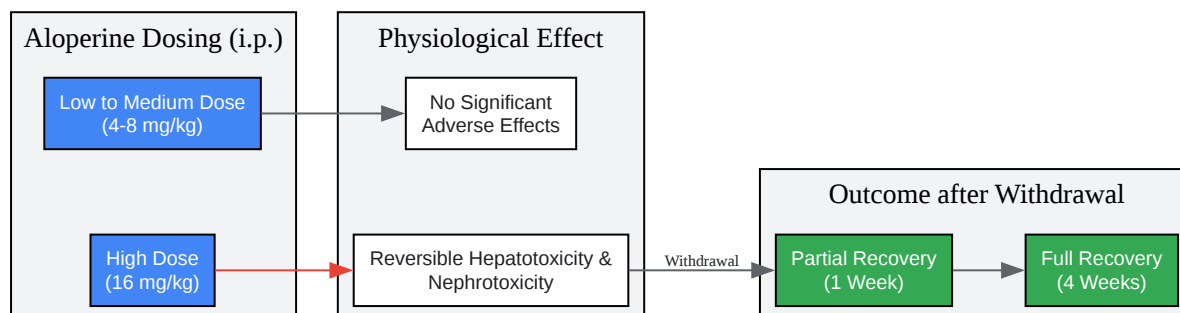 Aloperine Dosing (i.p.)
Low to Medium Dose
(4-8 mg/kg)
High Dose
(16 mg/kg)
Physiological Effect
No Significant
Adverse Effects
Reversible Hepatotoxicity &
Nephrotoxicity
Withdrawal
Outcome after Withdrawal
Partial Recovery
(1 Week)
Full Recovery
(4 Weeks)